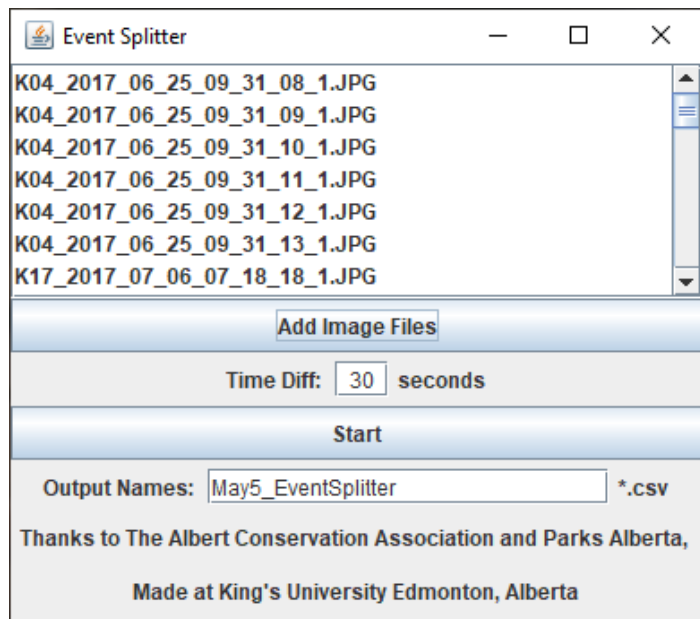 Event Splitter
K04_2017_06_25_09_31_08_1.JPG
K04_2017_06_25_09_31_09_1.JPG
K04_2017_06_25_09_31_10_1.JPG
K04_2017_06_25_09_31_11_1.JPG
K04_2017_06_25_09_31_12_1.JPG
K04_2017_06_25_09_31_13_1.JPG
K17_2017_07_06_07_18_18_1.JPG
Add Image Files
Time Diff: 30 seconds
Start
Output Names: May5_EventSplitter *.csv
Thanks to The Albert Conservation Association and Parks Alberta,
Made at King's University Edmonton, Alberta